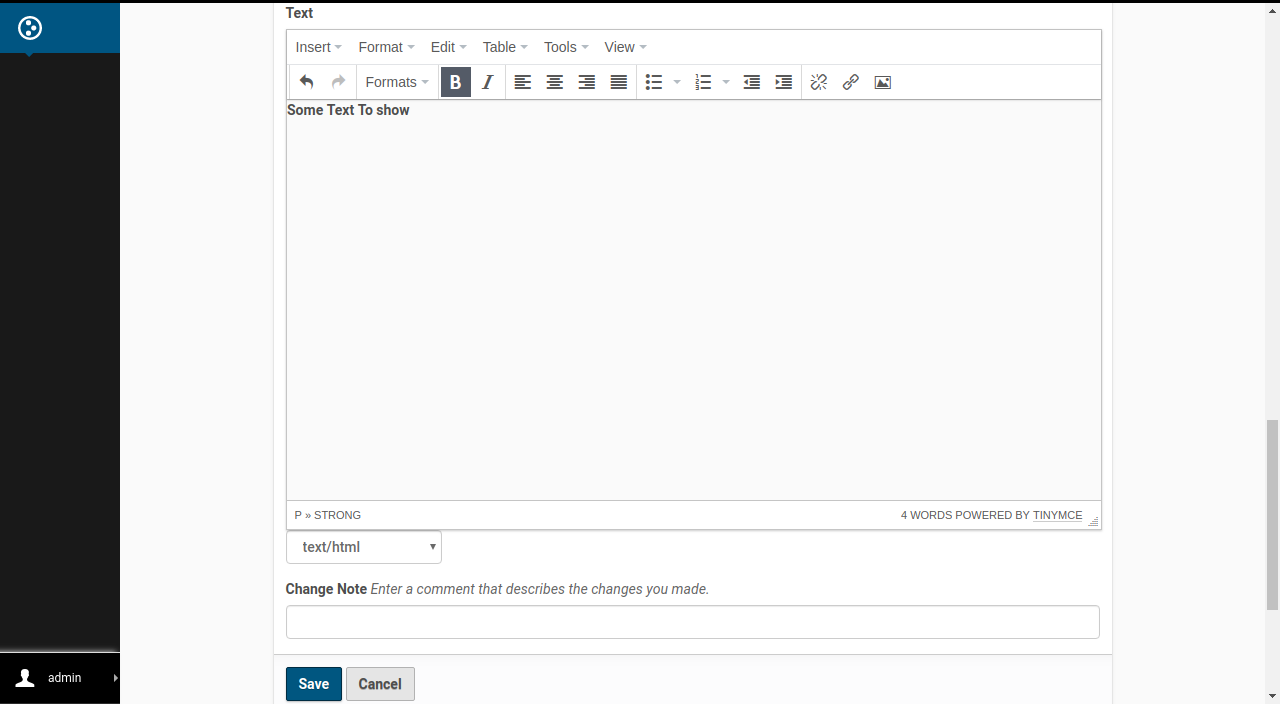 Text
Insert Format Edit Table Tools View
Formats B I
Some Text To show
P » STRONG 4 WORDS POWERED BY TINYMCE
text/html
Change Note Enter a comment that describes the changes you made.
admin
Save Cancel